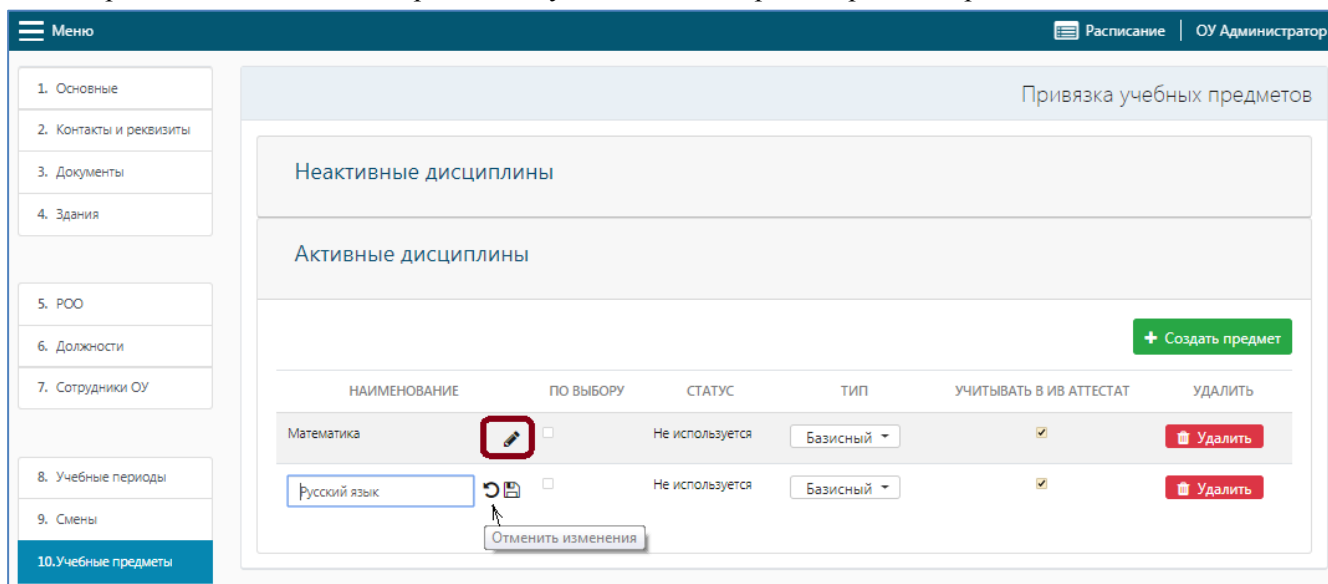 Меню
Расписание
ОУ Администратор
1. Основные
2. Контакты и реквизиты
3. Документы
4. Здания
5. РОО
6. Должности
7. Сотрудники ОУ
8. Учебные периоды
9. Смены
10.Учебные предметы
Привязка учебных предметов
Неактивные дисциплины
Активные дисциплины
+ Создать предмет
НАИМЕНОВАНИЕ ПО ВЫБОРУ СТАТУС ТИП УЧИТЫВАТЬ В ИВ АТТЕСТАТ УДАЛИТЬ
Математика Не используется Базисный Удалить
Русский язык Не используется Базисный Удалить
Отменить изменения